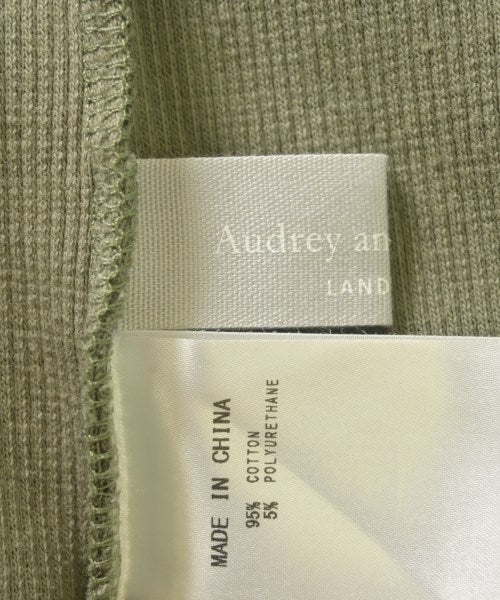 Audrey an
LAND
MADE IN CHINA
95% COTTON
5% POLYURETHANE